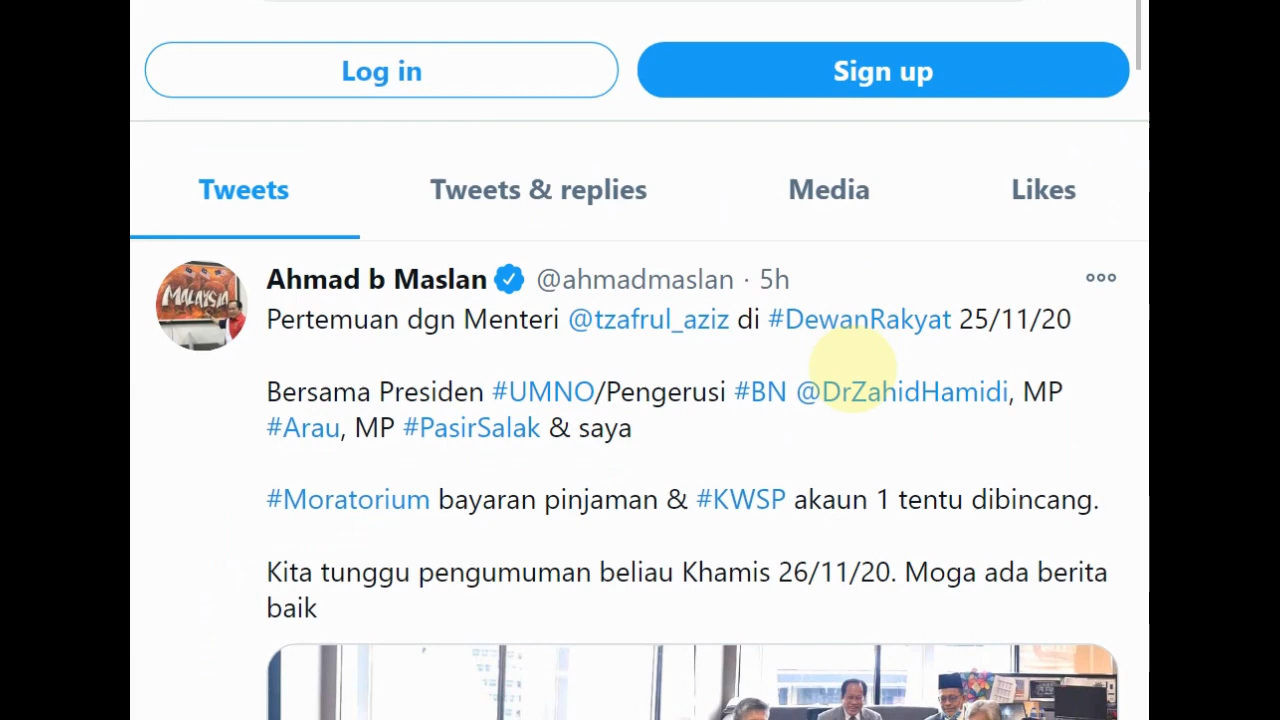 Log in
Sign up
Tweets
Tweets & replies
Media
Likes
MALAYSIA
Ahmad b Maslan @ahmadmaslan · 5h
Pertemuan dgn Menteri @tzafrul_aziz di #DewanRakyat 25/11/20
Bersama Presiden #UMNO/Pengerusi #BN @DrZahidHamidi, MP
#Arau, MP #PasirSalak & saya
#Moratorium bayaran pinjaman & #KWSP akaun 1 tentu dibincang.
Kita tunggu pengumuman beliau Khamis 26/11/20. Moga ada berita
baik